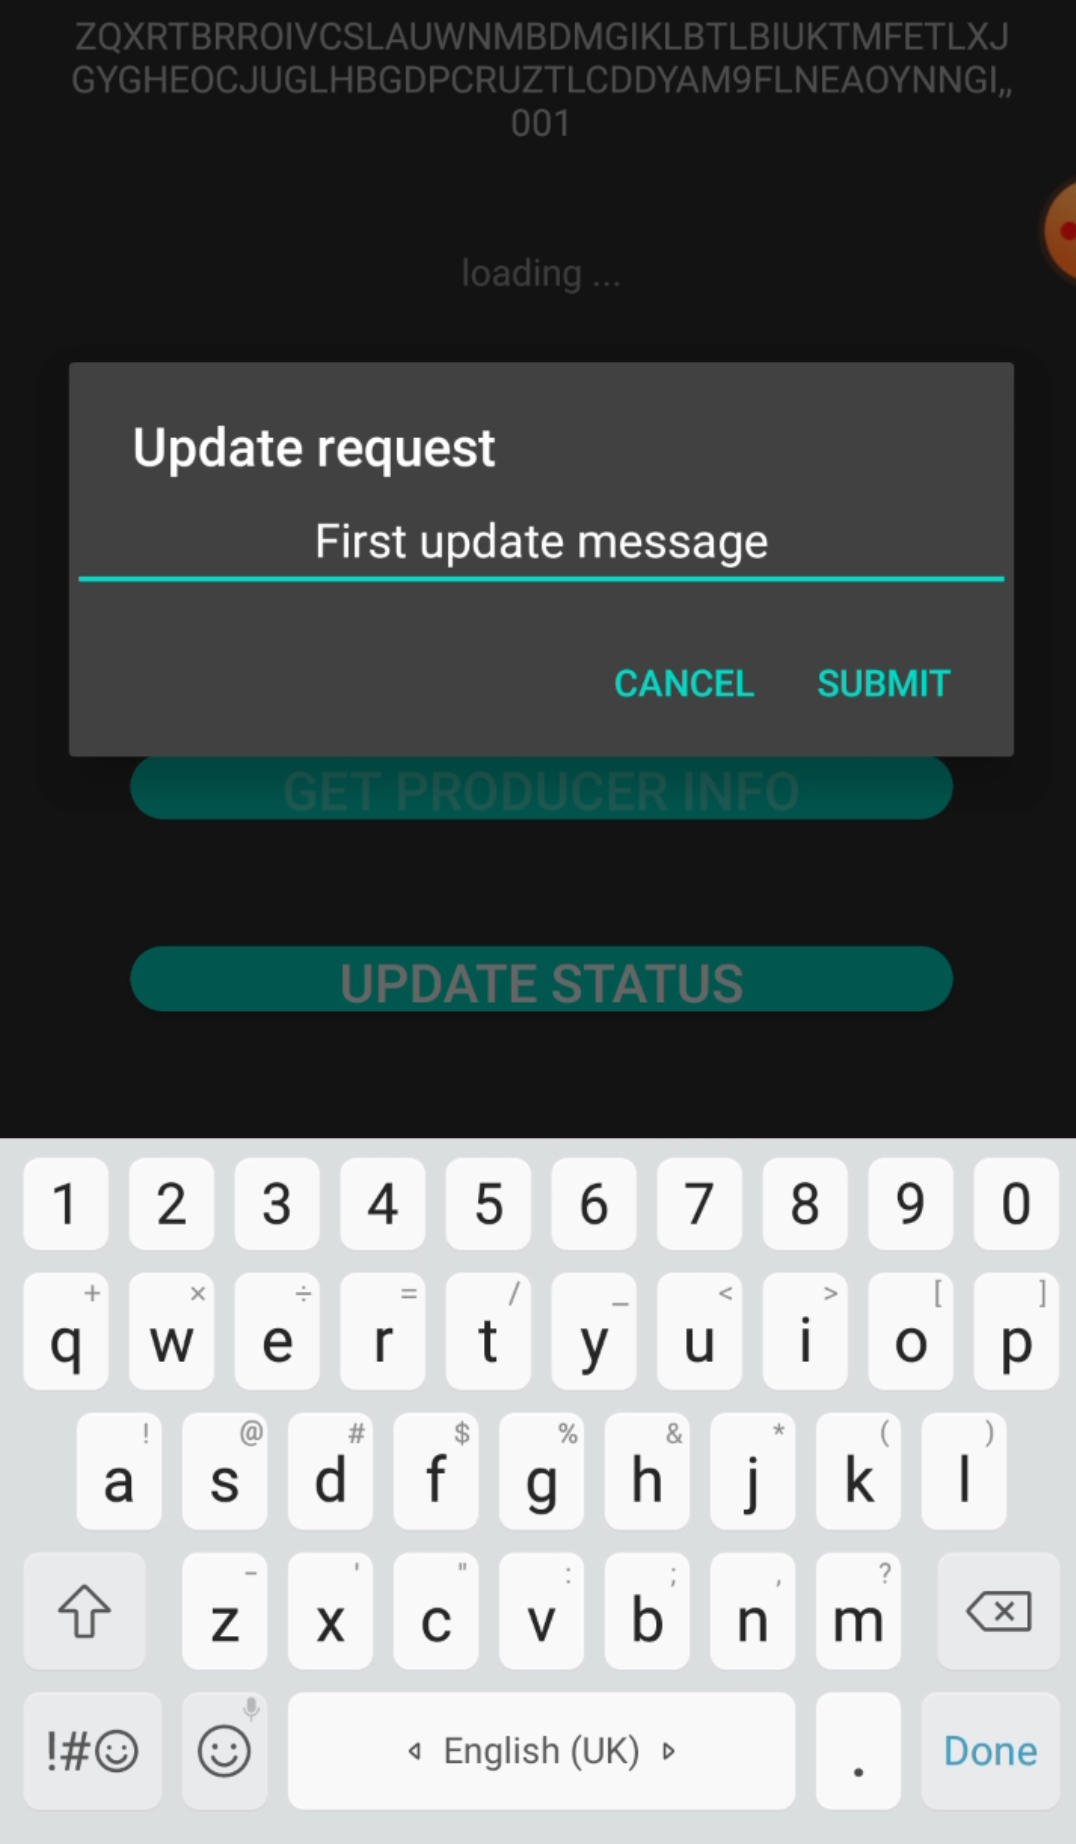 ZQXRTBRROIVCSLAUWNMBDMGIKLBTLBIUKTMFETLXJ
GYGHEOCJUGLHBGDPCRUZTLCDDYAM9FLNEAOYNNGI,,
001
loading ...
Update request
First update message
CANCEL SUBMIT
GET PRODUCER INFO
UPDATE STATUS
1 2 3 4 5 6 7 8 9 0
+ × ÷ = / _ < > [ ]
q w e r t y u i o p
! @ # $ % & * ( )
a s d f g h j k l
- ' " : ; , ?
z x c v b n m
!#☺ English (UK) . Done